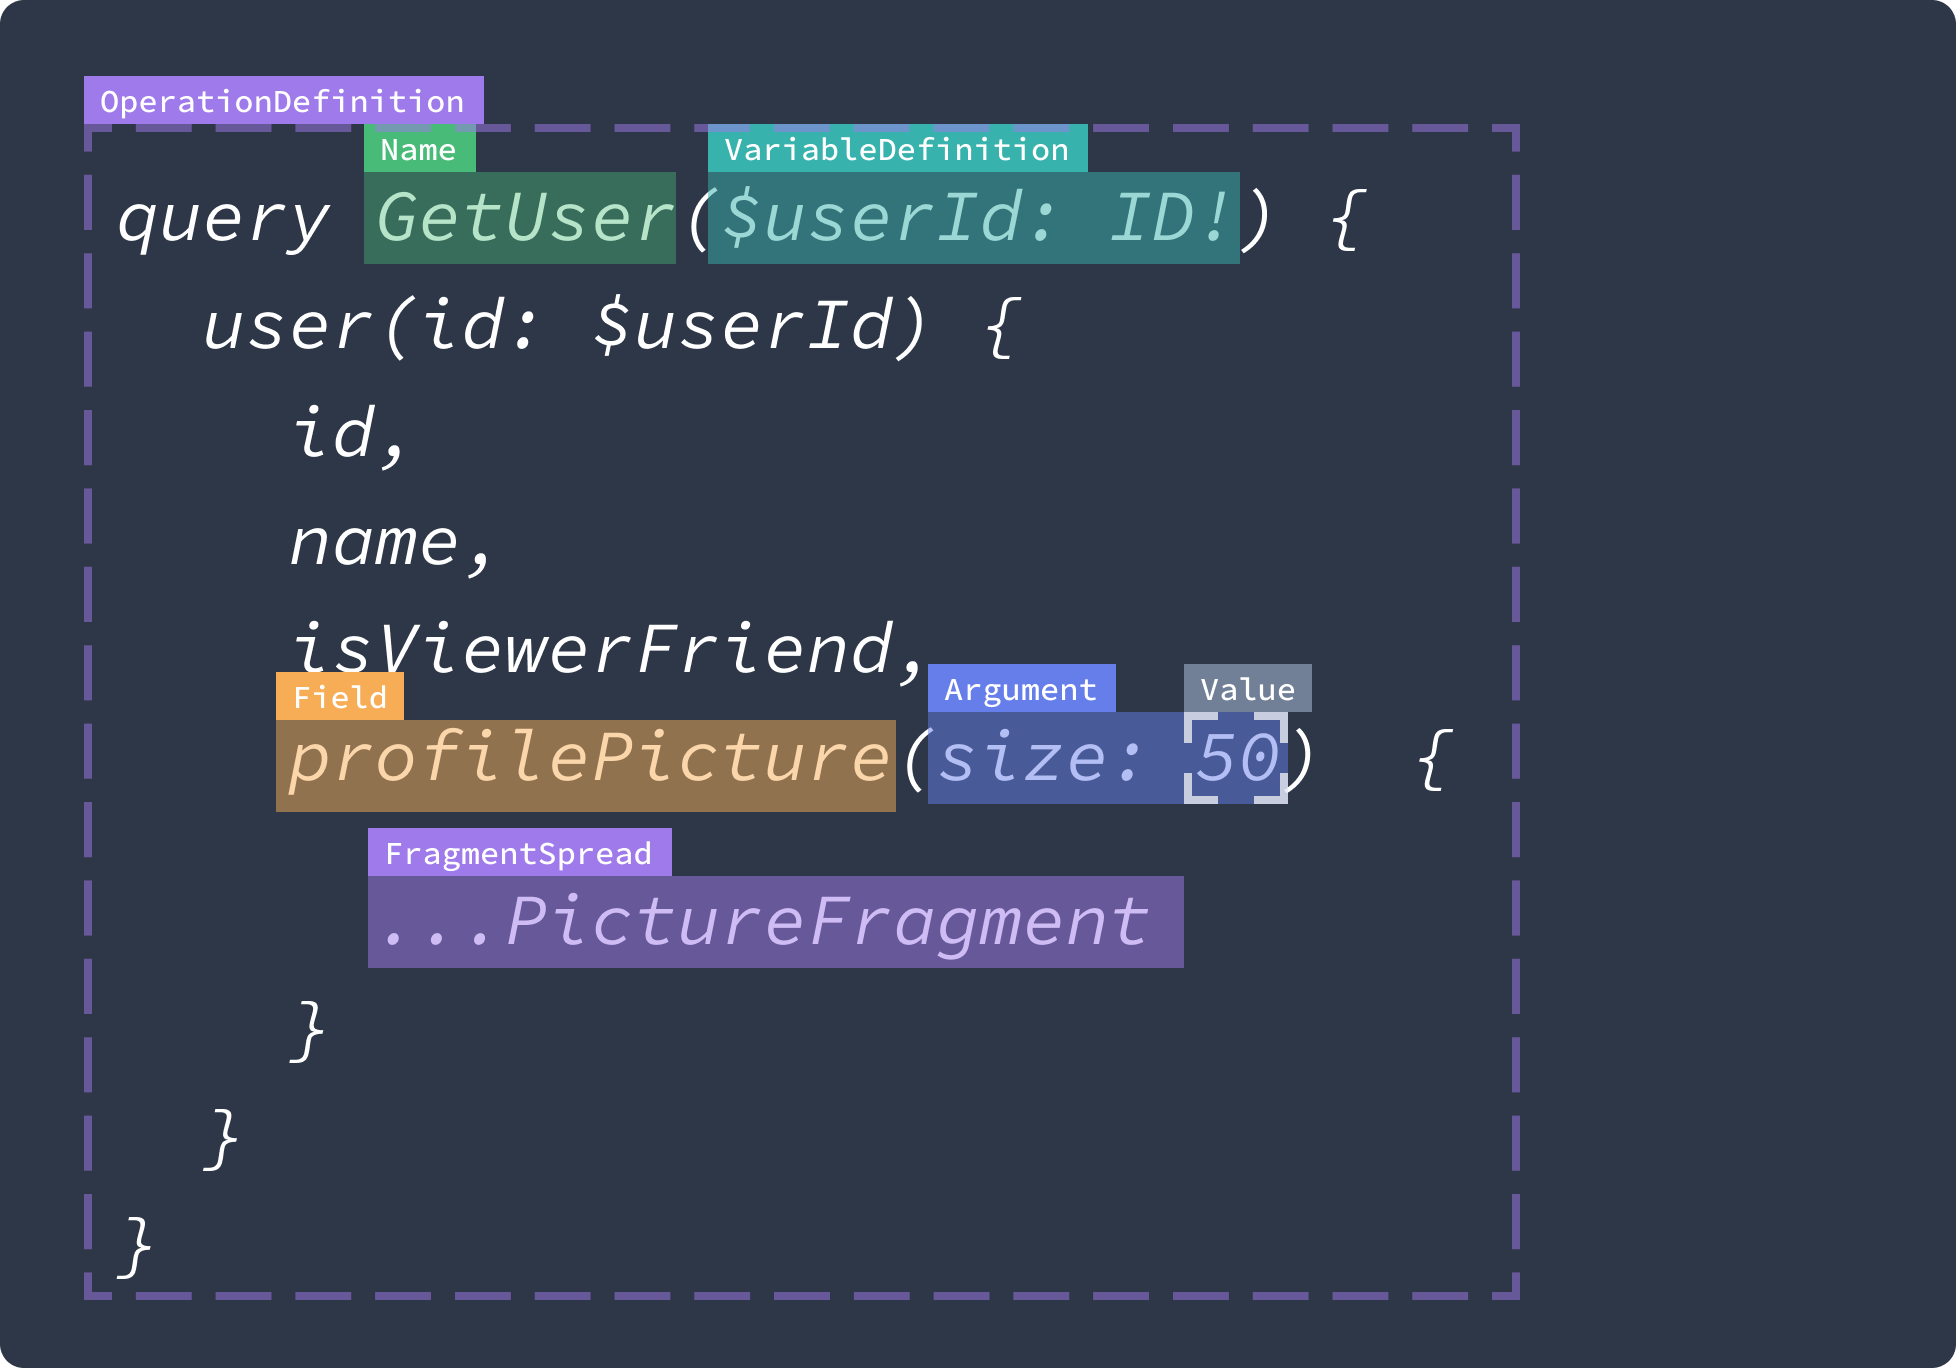 OperationDefinition
Name VariableDefinition
query GetUser($userId: ID!) {
user(id: $userId) {
id,
name,
isViewerFriend,
Field Argument Value
profilePicture(size: 50) {
FragmentSpread
...PictureFragment
}
}
}